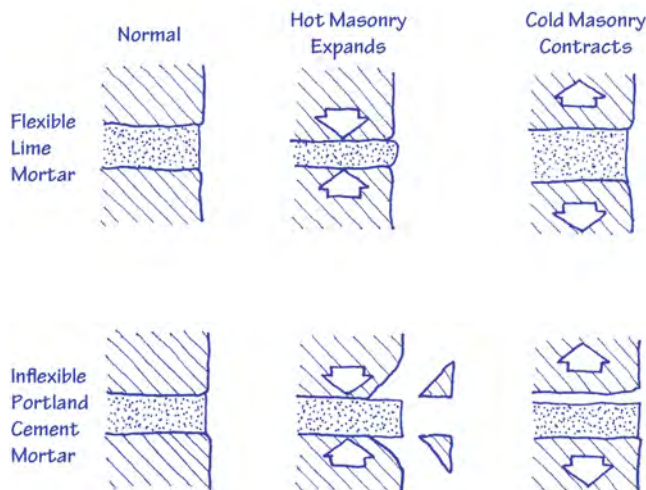 Normal
Hot Masonry
Expands
Cold Masonry
Contracts
Flexible
Lime
Mortar
Inflexible
Portland
Cement
Mortar